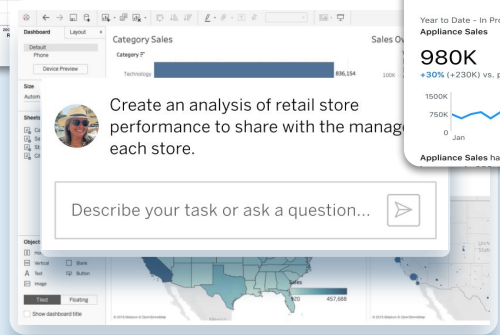 Dashboard
Layout
Default
Phone
Device Preview
Size
Sheets
Category Sales
Category
Technology
836,154
100K
Year to Date - In Pro
Appliance Sales
980K
+30% (+230K) vs. p
1500K
750K
0
Jan
Appliance Sales ha
Create an analysis of retail store
performance to share with the manag
each store.
Describe your task or ask a question...
Objects
Vertical
Blank
Text
Button
Image
Tiled
Floating
Show dashboard title
Sales
920
457,688